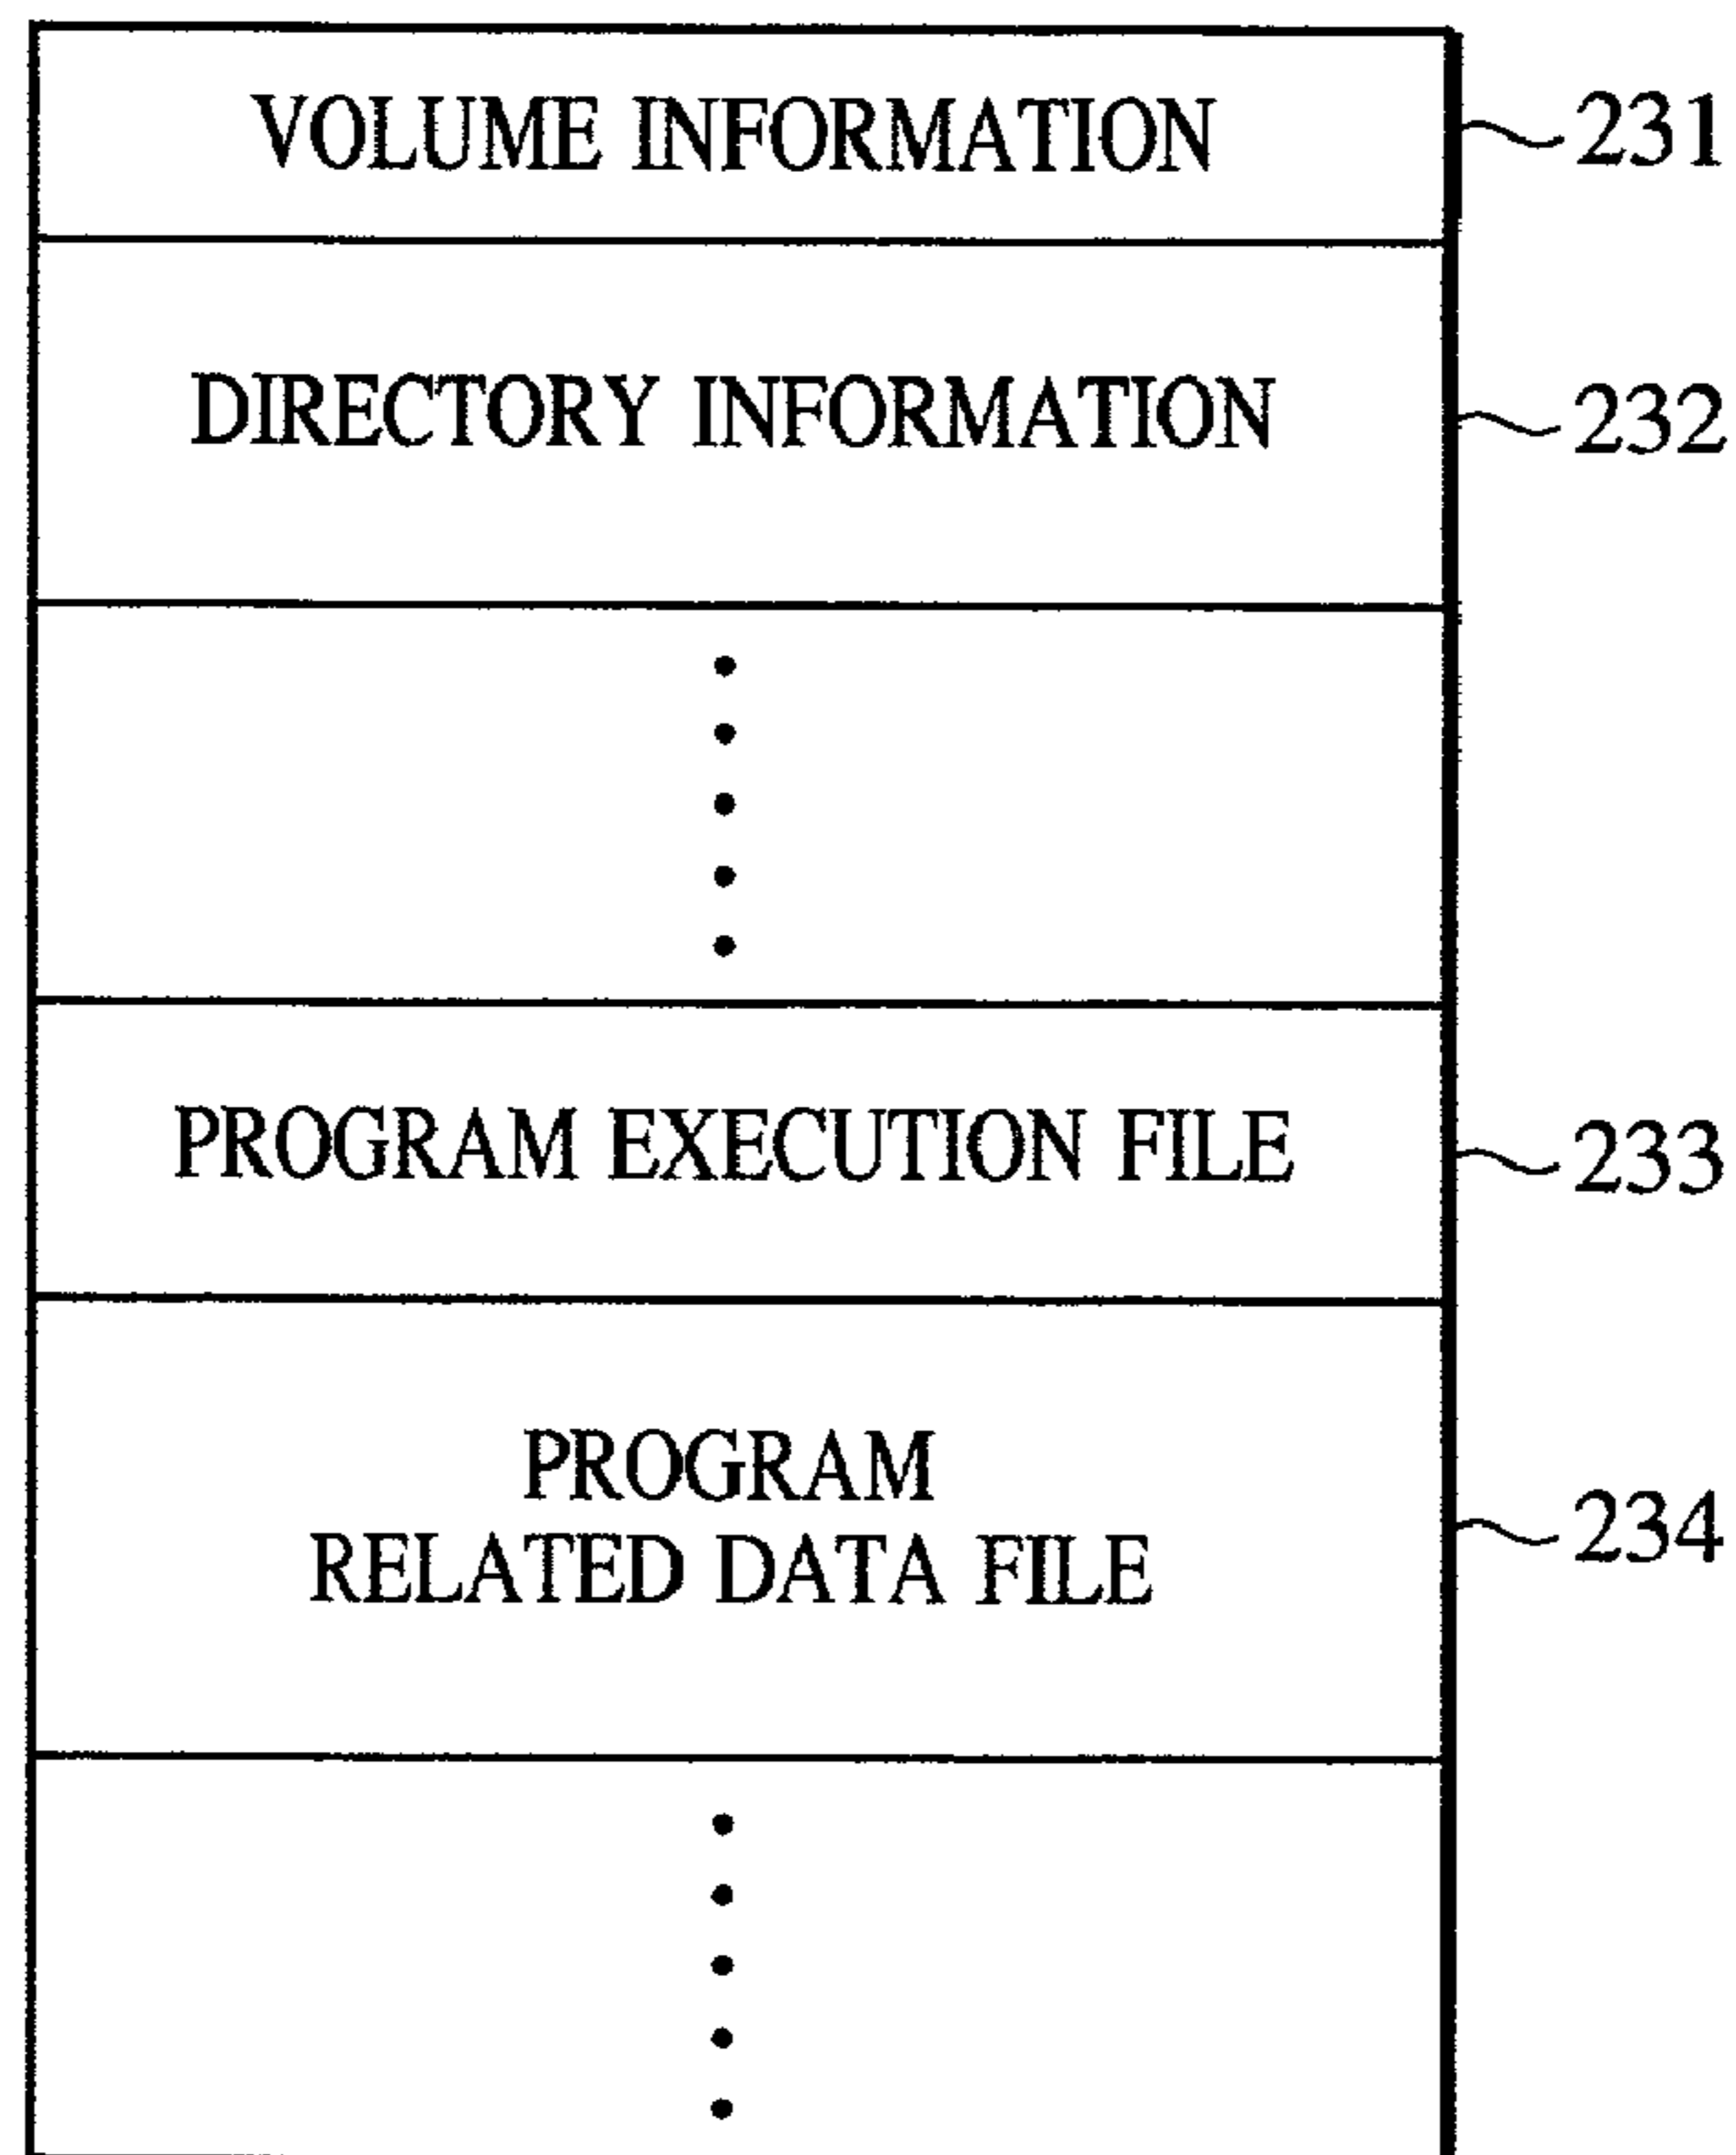 VOLUME INFORMATION 231
DIRECTORY INFORMATION 232
PROGRAM EXECUTION FILE 233
PROGRAM
RELATED DATA FILE 234